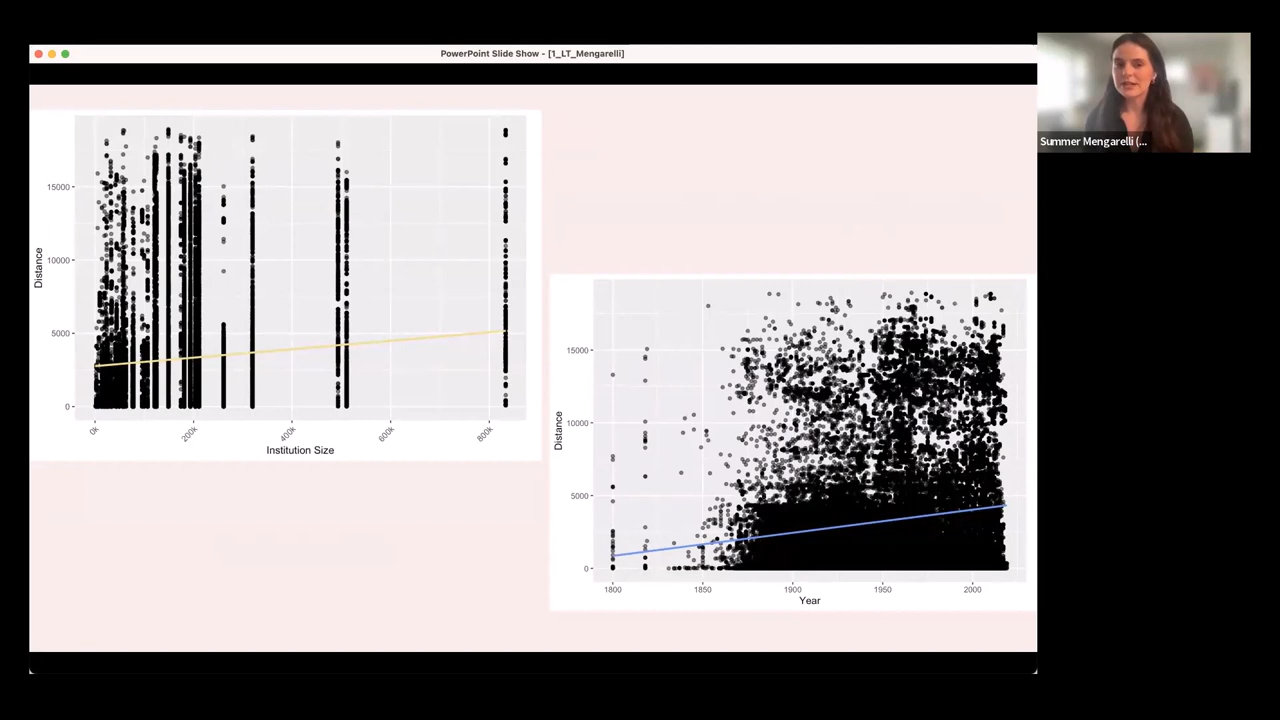 PowerPoint Slide Show - [1_LT_Mengarelli]
Summer Mengarelli (...
15000
10000
5000
0
Distance
0k
200k
400k
600k
800k
Institution Size
15000
10000
5000
0
Distance
1800
1850
1900
1950
2000
Year